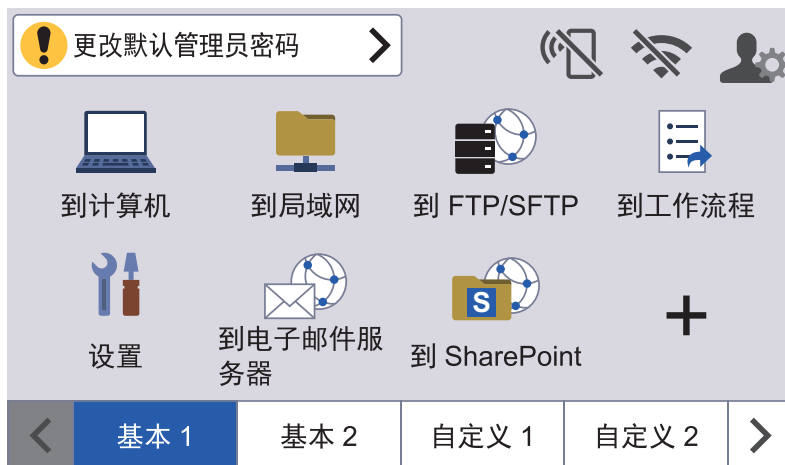 更改默认管理员密码
到计算机
到局域网
到 FTP/SFTP
到工作流程
设置
到电子邮件服
务器
S
到 SharePoint
基本 1
基本 2
自定义 1
自定义 2